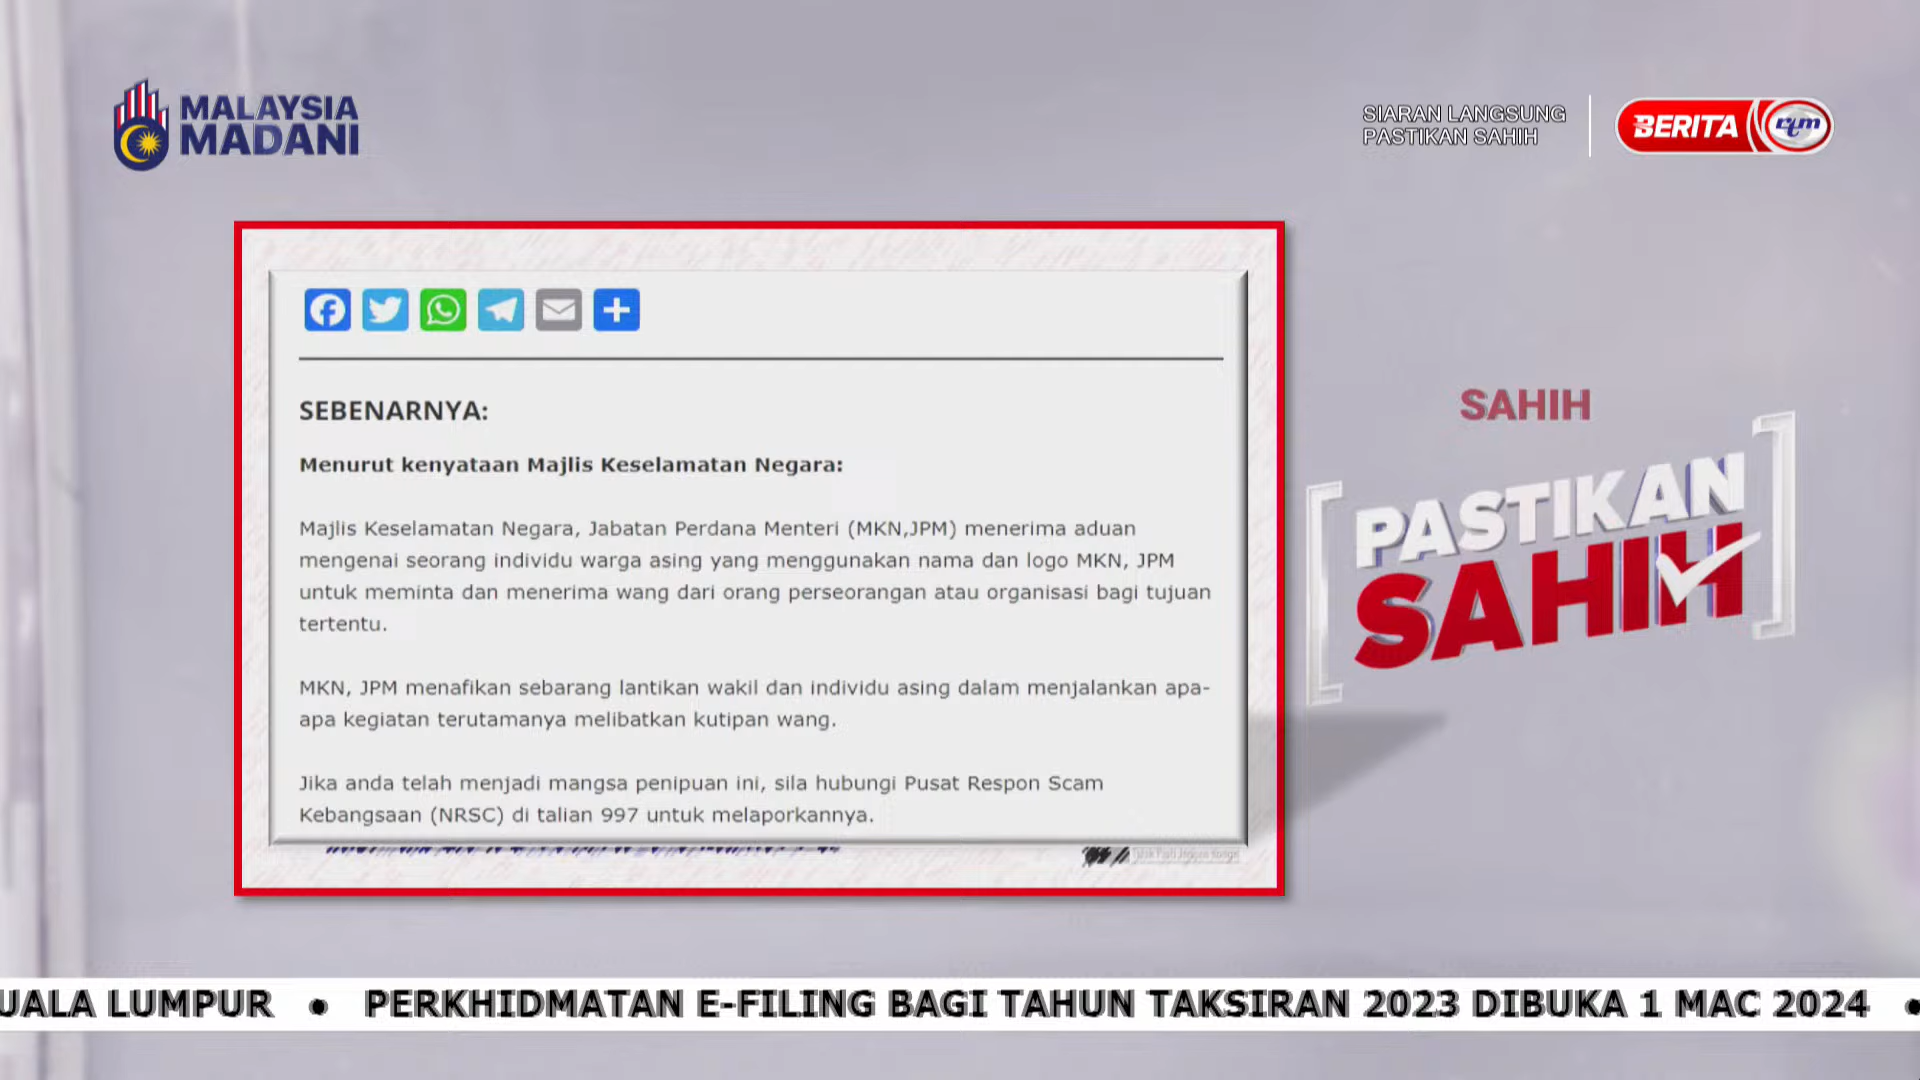 MALAYSIA
MADANI
SIARAN LANGSUNG
PASTIKAN SAHIH
BERITA rtm
SEBENARNYA:
Menurut kenyataan Majlis Keselamatan Negara:
Majlis Keselamatan Negara, Jabatan Perdana Menteri (MKN,JPM) menerima aduan
mengenai seorang individu warga asing yang menggunakan nama dan logo MKN, JPM
untuk meminta dan menerima wang dari orang perseorangan atau organisasi bagi tujuan
tertentu.
MKN, JPM menafikan sebarang lantikan wakil dan individu asing dalam menjalankan apa-
apa kegiatan terutamanya melibatkan kutipan wang.
Jika anda telah menjadi mangsa penipuan ini, sila hubungi Pusat Respon Scam
Kebangsaan (NRSC) di talian 997 untuk melaporkannya.
SAHIH
PASTIKAN
SAHIH
UALA LUMPUR • PERKHIDMATAN E-FILING BAGI TAHUN TAKSIRAN 2023 DIBUKA 1 MAC 2024 •